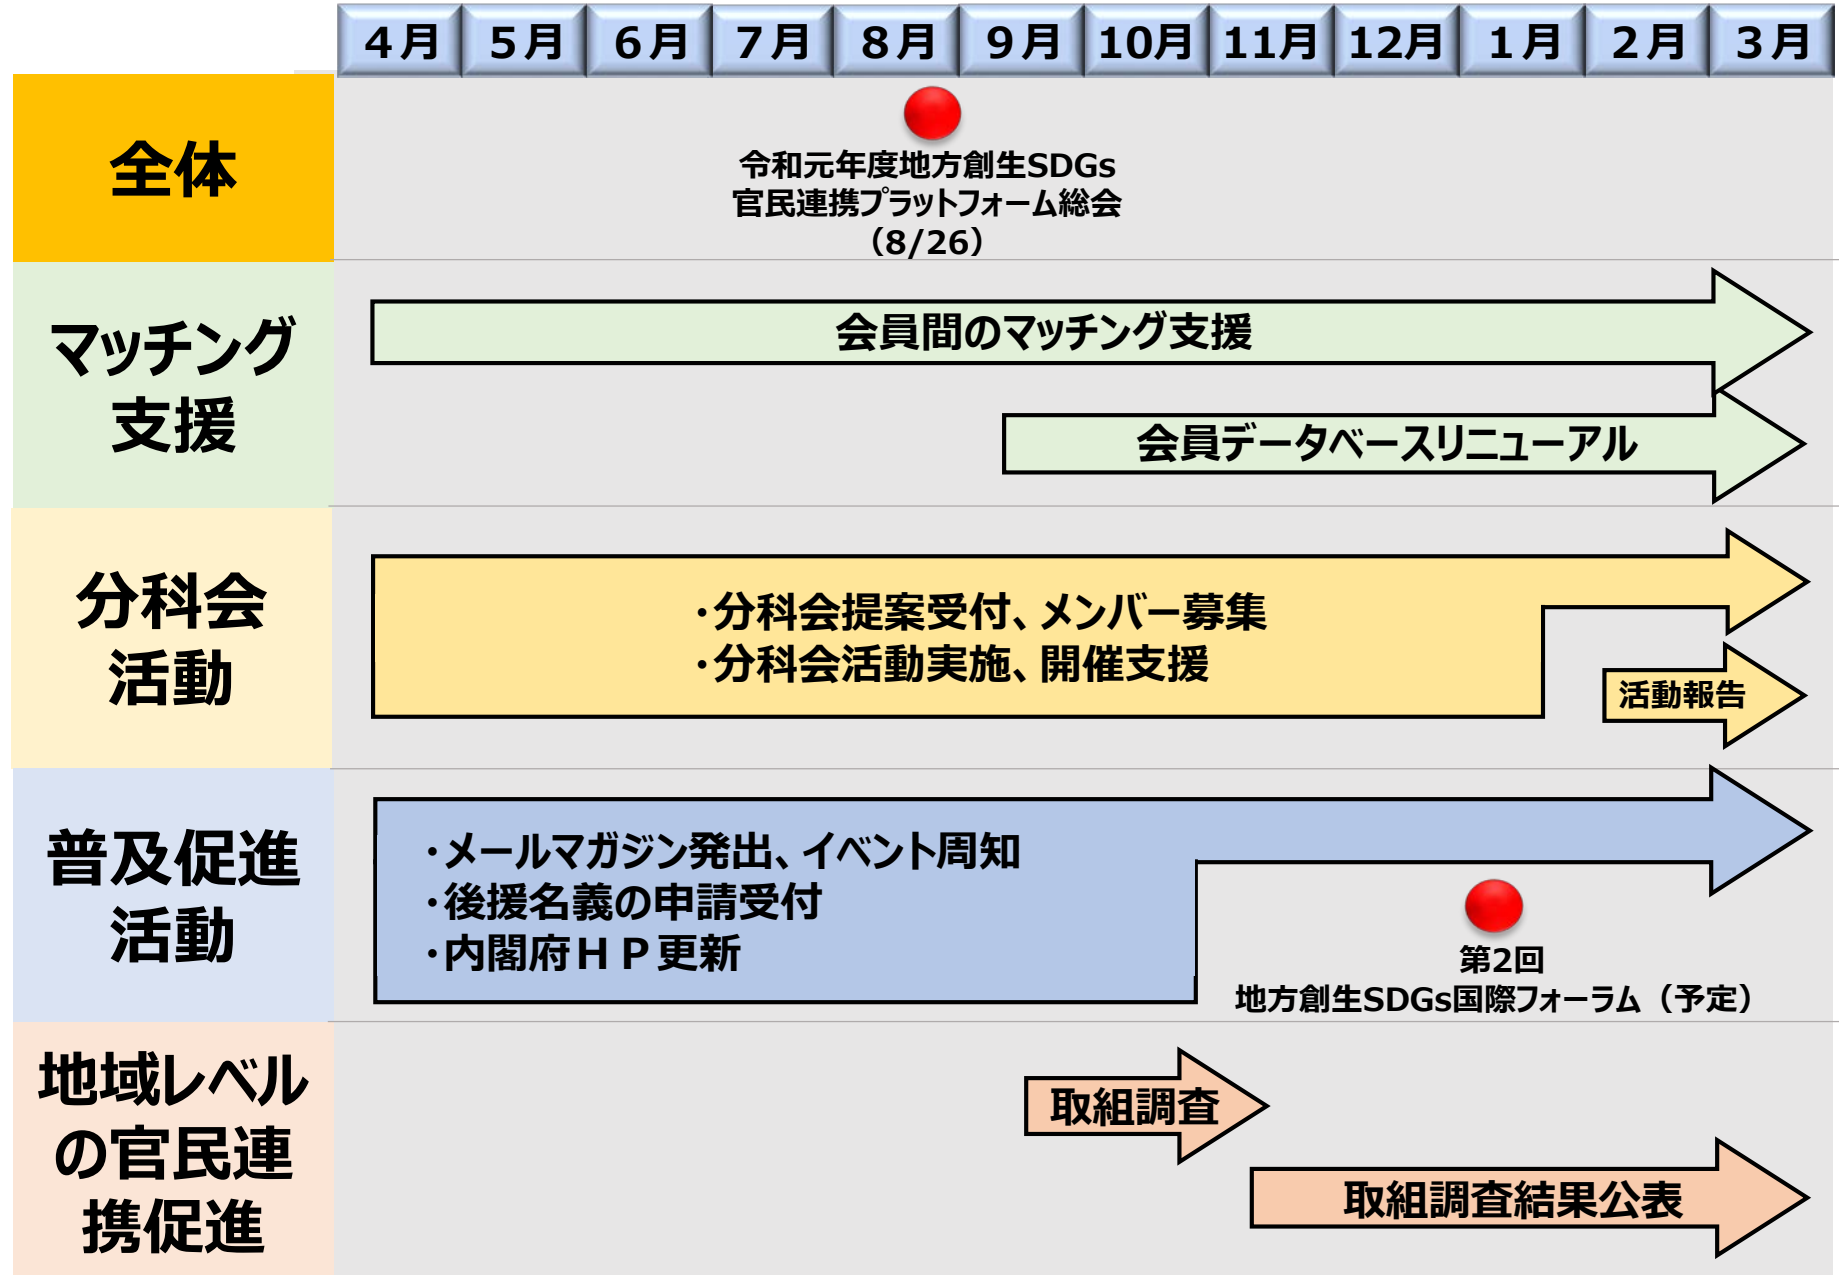 4月 5月 6月 7月 8月 9月 10月 11月 12月 1月 2月 3月
全体
令和元年度地方創生SDGs
官民連携プラットフォーム総会
（8/26）
マッチング
支援
会員間のマッチング支援
会員データベースリニューアル
分科会
活動
・分科会提案受付、メンバー募集
・分科会活動実施、開催支援
活動報告
普及促進
活動
・メールマガジン発出、イベント周知
・後援名義の申請受付
・内閣府ＨＰ更新
第2回
地方創生SDGs国際フォーラム（予定）
地域レベル
の官民連
携促進
取組調査
取組調査結果公表